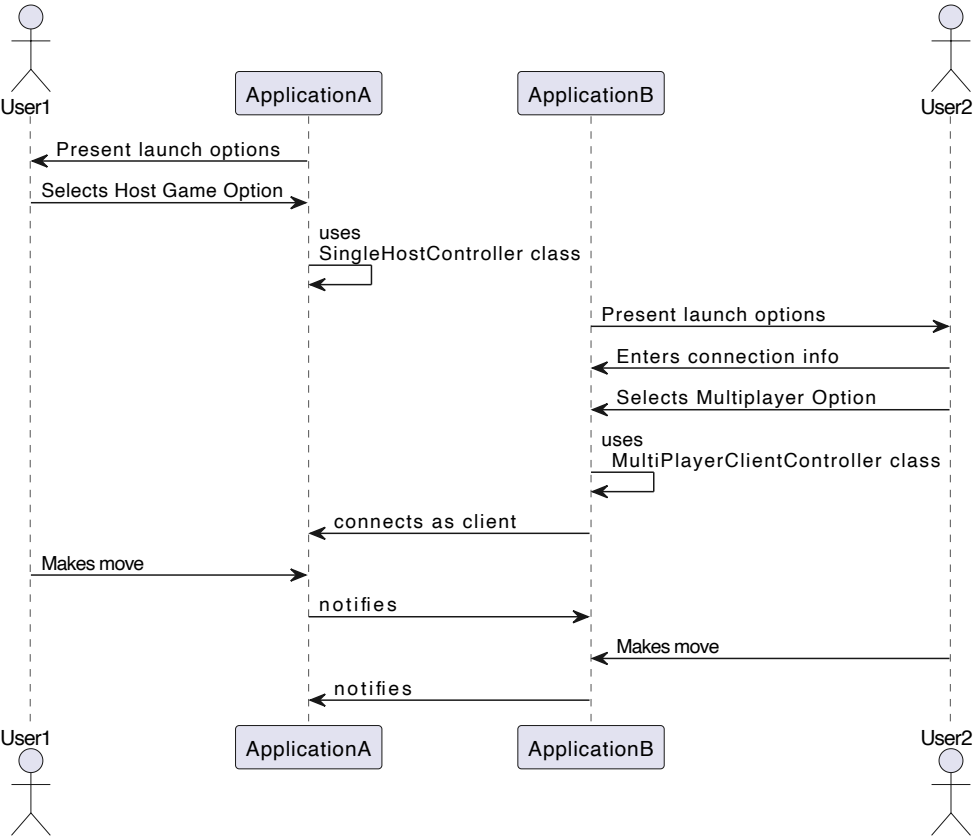 User1
ApplicationA
ApplicationB
User2
Present launch options
Selects Host Game Option
uses
SingleHostController class
Present launch options
Enters connection info
Selects Multiplayer Option
uses
MultiPlayerClientController class
connects as client
Makes move
notifies
Makes move
notifies
User1
ApplicationA
ApplicationB
User2